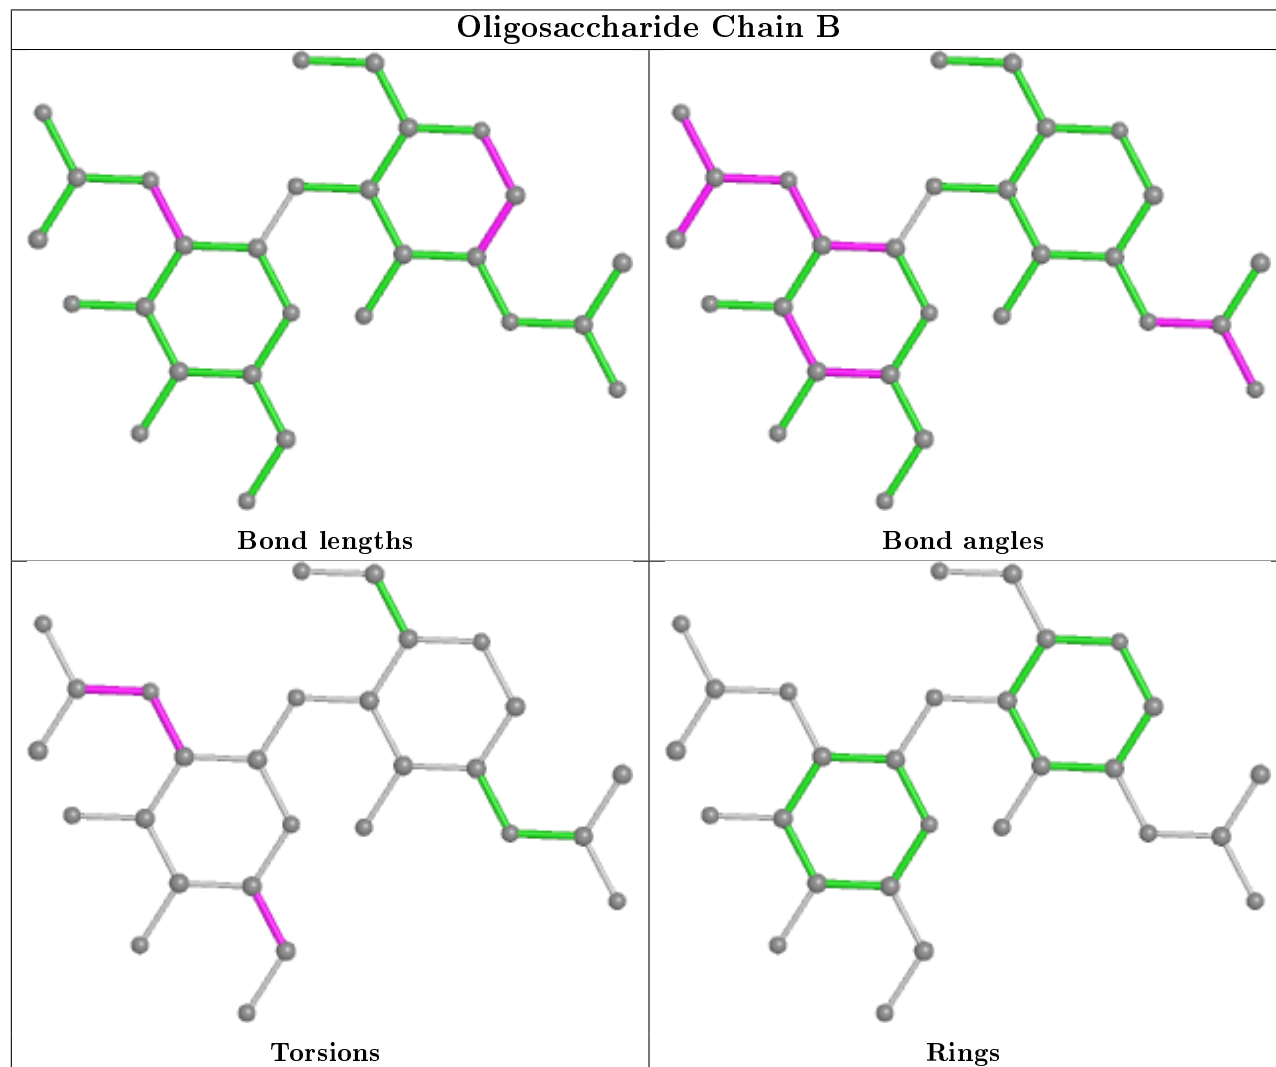 Oligosaccharide Chain B
Bond lengths
Bond angles
Torsions
Rings